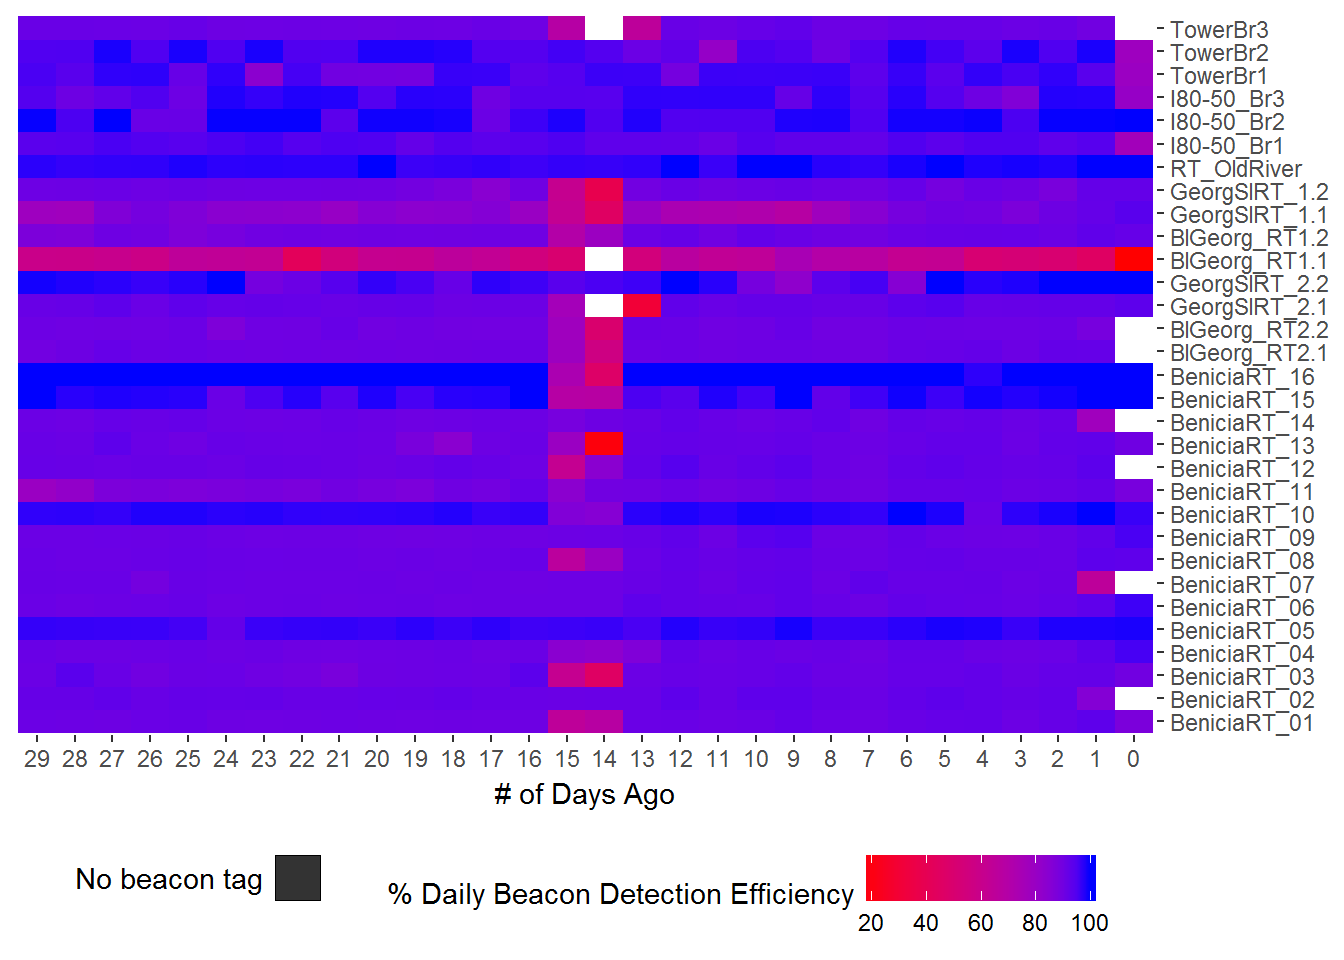 TowerBr3
TowerBr2
TowerBr1
I80-50_Br3
I80-50_Br2
I80-50_Br1
RT_OldRiver
GeorgSlRT_1.2
GeorgSlRT_1.1
BlGeorg_RT1.2
BlGeorg_RT1.1
GeorgSlRT_2.2
GeorgSlRT_2.1
BlGeorg_RT2.2
BlGeorg_RT2.1
BeniciaRT_16
BeniciaRT_15
BeniciaRT_14
BeniciaRT_13
BeniciaRT_12
BeniciaRT_11
BeniciaRT_10
BeniciaRT_09
BeniciaRT_08
BeniciaRT_07
BeniciaRT_06
BeniciaRT_05
BeniciaRT_04
BeniciaRT_03
BeniciaRT_02
BeniciaRT_01
29 28 27 26 25 24 23 22 21 20 19 18 17 16 15 14 13 12 11 10 9 8 7 6 5 4 3 2 1 0
# of Days Ago
No beacon tag
% Daily Beacon Detection Efficiency
20 40 60 80 100